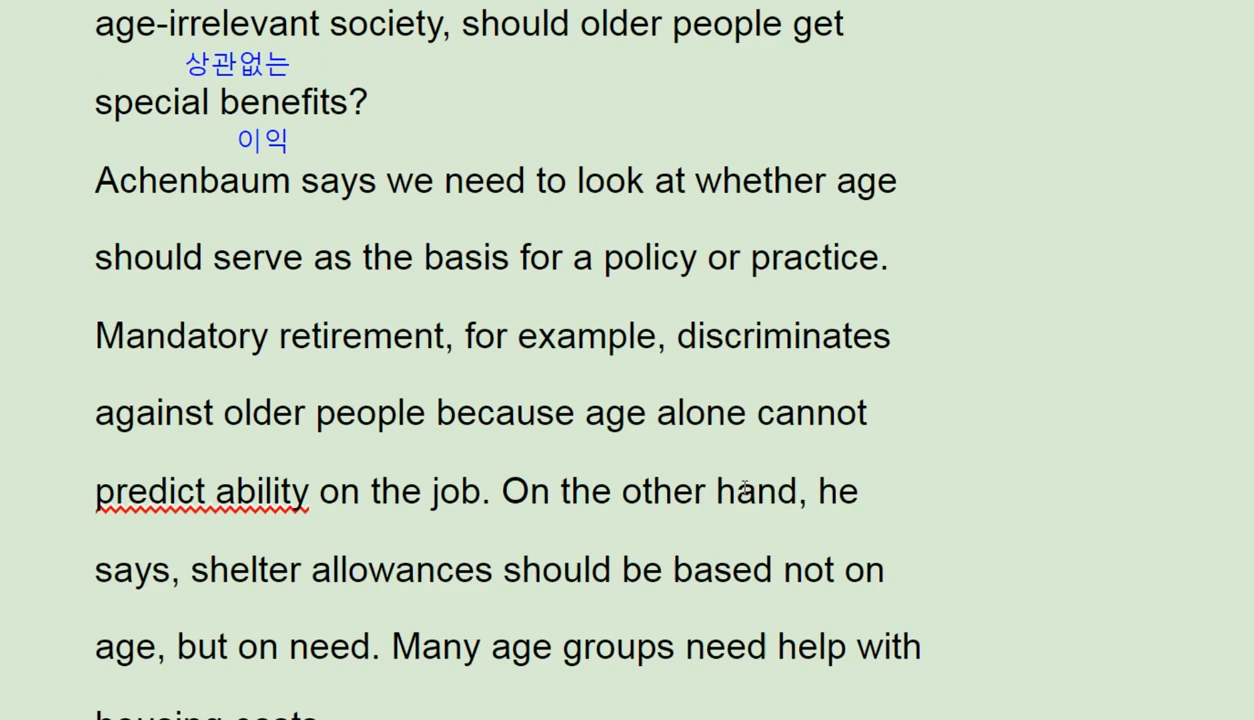 age-irrelevant society, should older people get
상관없는
special benefits?
이익
Achenbaum says we need to look at whether age
should serve as the basis for a policy or practice.
Mandatory retirement, for example, discriminates
against older people because age alone cannot
predict ability on the job. On the other hand, he
says, shelter allowances should be based not on
age, but on need. Many age groups need help with
housing costs